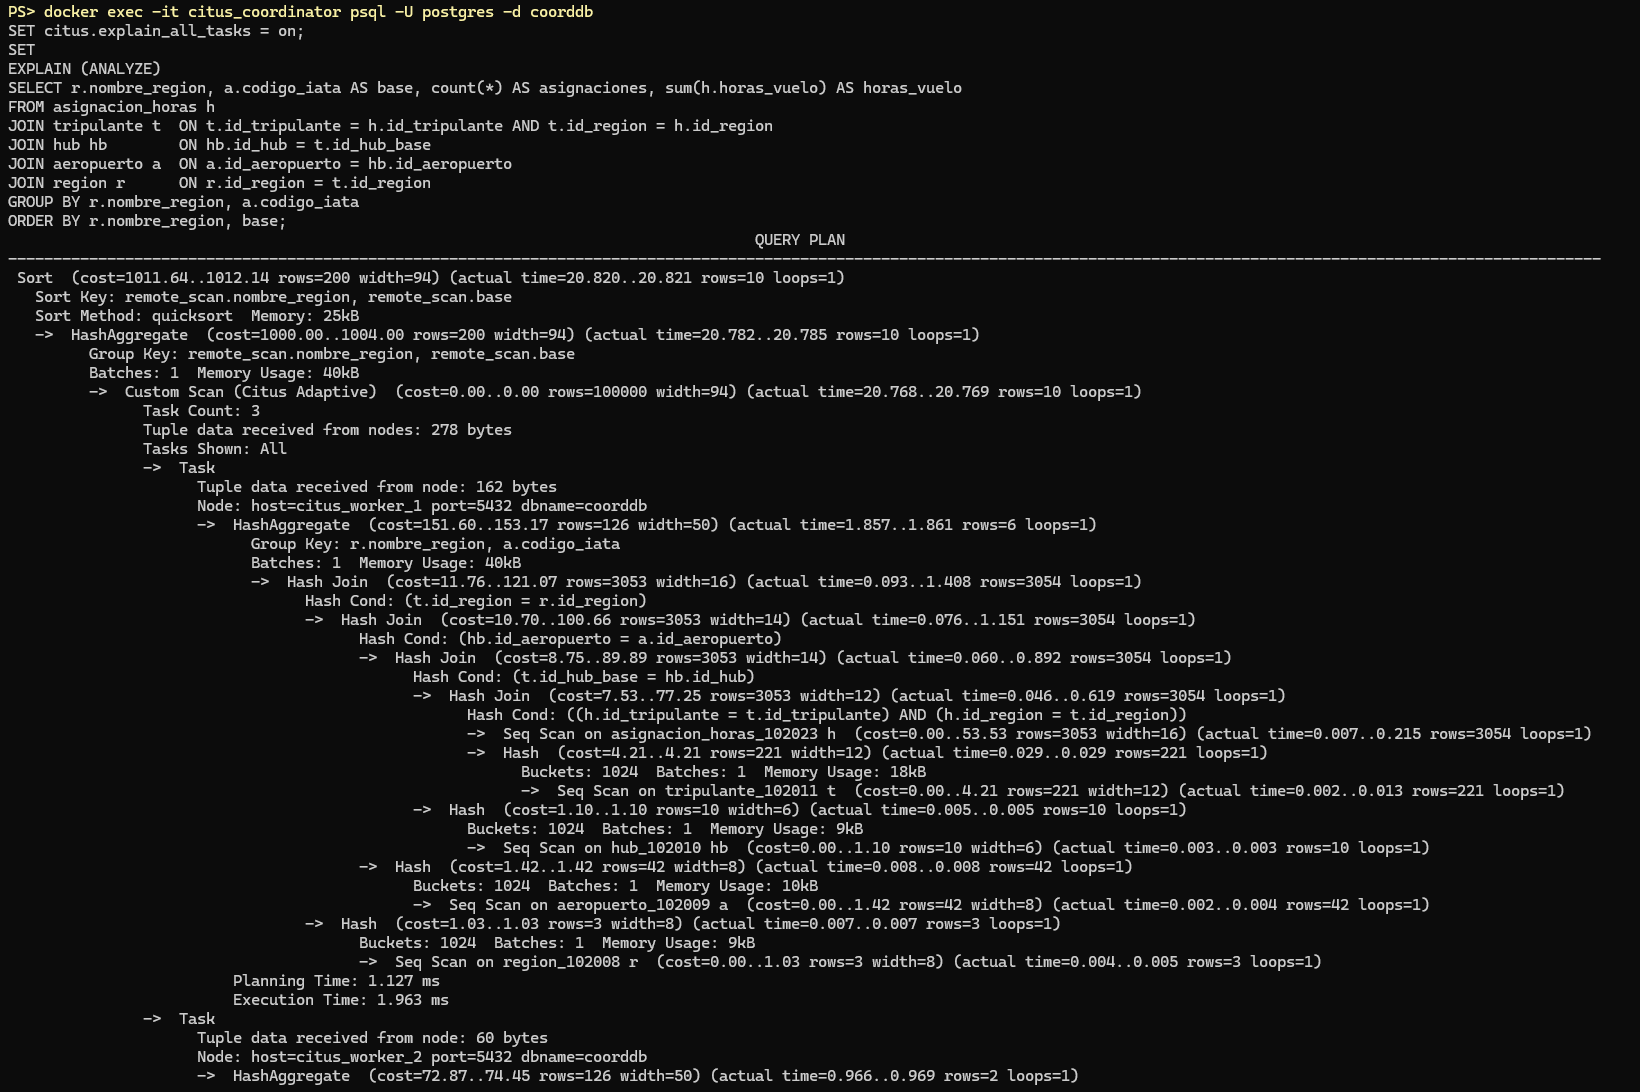 PS> docker exec -it citus_coordinator psql -U postgres -d coorddb
SET citus.explain_all_tasks = on;
SET
EXPLAIN (ANALYZE)
SELECT r.nombre_region, a.codigo_iata AS base, count(*) AS asignaciones, sum(h.horas_vuelo) AS horas_vuelo
FROM asignacion_horas h
JOIN tripulante t  ON t.id_tripulante = h.id_tripulante AND t.id_region = h.id_region
JOIN hub hb        ON hb.id_hub = t.id_hub_base
JOIN aeropuerto a  ON a.id_aeropuerto = hb.id_aeropuerto
JOIN region r      ON r.id_region = t.id_region
GROUP BY r.nombre_region, a.codigo_iata
ORDER BY r.nombre_region, base;
QUERY PLAN
Sort  (cost=1011.64..1012.14 rows=200 width=94) (actual time=20.820..20.821 rows=10 loops=1)
Sort Key: remote_scan.nombre_region, remote_scan.base
Sort Method: quicksort  Memory: 25kB
->  HashAggregate  (cost=1000.00..1004.00 rows=200 width=94) (actual time=20.782..20.785 rows=10 loops=1)
Group Key: remote_scan.nombre_region, remote_scan.base
Batches: 1  Memory Usage: 40kB
->  Custom Scan (Citus Adaptive)  (cost=0.00..0.00 rows=100000 width=94) (actual time=20.768..20.769 rows=10 loops=1)
Task Count: 3
Tuple data received from nodes: 278 bytes
Tasks Shown: All
->  Task
Tuple data received from node: 162 bytes
Node: host=citus_worker_1 port=5432 dbname=coorddb
->  HashAggregate  (cost=151.60..153.17 rows=126 width=50) (actual time=1.857..1.861 rows=6 loops=1)
Group Key: r.nombre_region, a.codigo_iata
Batches: 1  Memory Usage: 40kB
->  Hash Join  (cost=11.76..121.07 rows=3053 width=16) (actual time=0.093..1.408 rows=3054 loops=1)
Hash Cond: (t.id_region = r.id_region)
->  Hash Join  (cost=10.70..100.66 rows=3053 width=14) (actual time=0.076..1.151 rows=3054 loops=1)
Hash Cond: (hb.id_aeropuerto = a.id_aeropuerto)
->  Hash Join  (cost=8.75..89.89 rows=3053 width=14) (actual time=0.060..0.892 rows=3054 loops=1)
Hash Cond: (t.id_hub_base = hb.id_hub)
->  Hash Join  (cost=7.53..77.25 rows=3053 width=12) (actual time=0.046..0.619 rows=3054 loops=1)
Hash Cond: ((h.id_tripulante = t.id_tripulante) AND (h.id_region = t.id_region))
->  Seq Scan on asignacion_horas_102023 h  (cost=0.00..53.53 rows=3053 width=16) (actual time=0.007..0.215 rows=3054 loops=1)
->  Hash  (cost=4.21..4.21 rows=221 width=12) (actual time=0.029..0.029 rows=221 loops=1)
Buckets: 1024  Batches: 1  Memory Usage: 18kB
->  Seq Scan on tripulante_102011 t  (cost=0.00..4.21 rows=221 width=12) (actual time=0.002..0.013 rows=221 loops=1)
->  Hash  (cost=1.10..1.10 rows=10 width=6) (actual time=0.005..0.005 rows=10 loops=1)
Buckets: 1024  Batches: 1  Memory Usage: 9kB
->  Seq Scan on hub_102010 hb  (cost=0.00..1.10 rows=10 width=6) (actual time=0.003..0.003 rows=10 loops=1)
->  Hash  (cost=1.42..1.42 rows=42 width=8) (actual time=0.008..0.008 rows=42 loops=1)
Buckets: 1024  Batches: 1  Memory Usage: 10kB
->  Seq Scan on aeropuerto_102009 a  (cost=0.00..1.42 rows=42 width=8) (actual time=0.002..0.004 rows=42 loops=1)
->  Hash  (cost=1.03..1.03 rows=3 width=8) (actual time=0.007..0.007 rows=3 loops=1)
Buckets: 1024  Batches: 1  Memory Usage: 9kB
->  Seq Scan on region_102008 r  (cost=0.00..1.03 rows=3 width=8) (actual time=0.004..0.005 rows=3 loops=1)
Planning Time: 1.127 ms
Execution Time: 1.963 ms
->  Task
Tuple data received from node: 60 bytes
Node: host=citus_worker_2 port=5432 dbname=coorddb
->  HashAggregate  (cost=72.87..74.45 rows=126 width=50) (actual time=0.966..0.969 rows=2 loops=1)